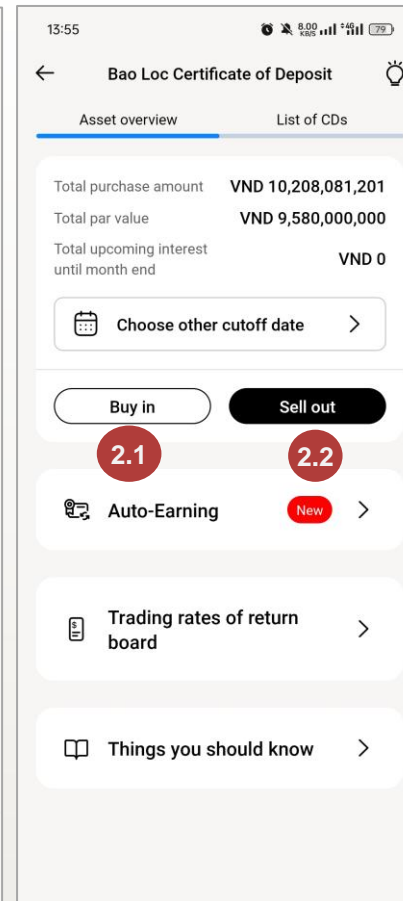 13:55 8.00 KB/S 4G 79
Bao Loc Certificate of Deposit
Asset overview List of CDs
Total purchase amount VND 10,208,081,201
Total par value VND 9,580,000,000
Total upcoming interest
until month end VND 0
Choose other cutoff date
Buy in Sell out
2.1 2.2
Auto-Earning New
Trading rates of return
board
Things you should know